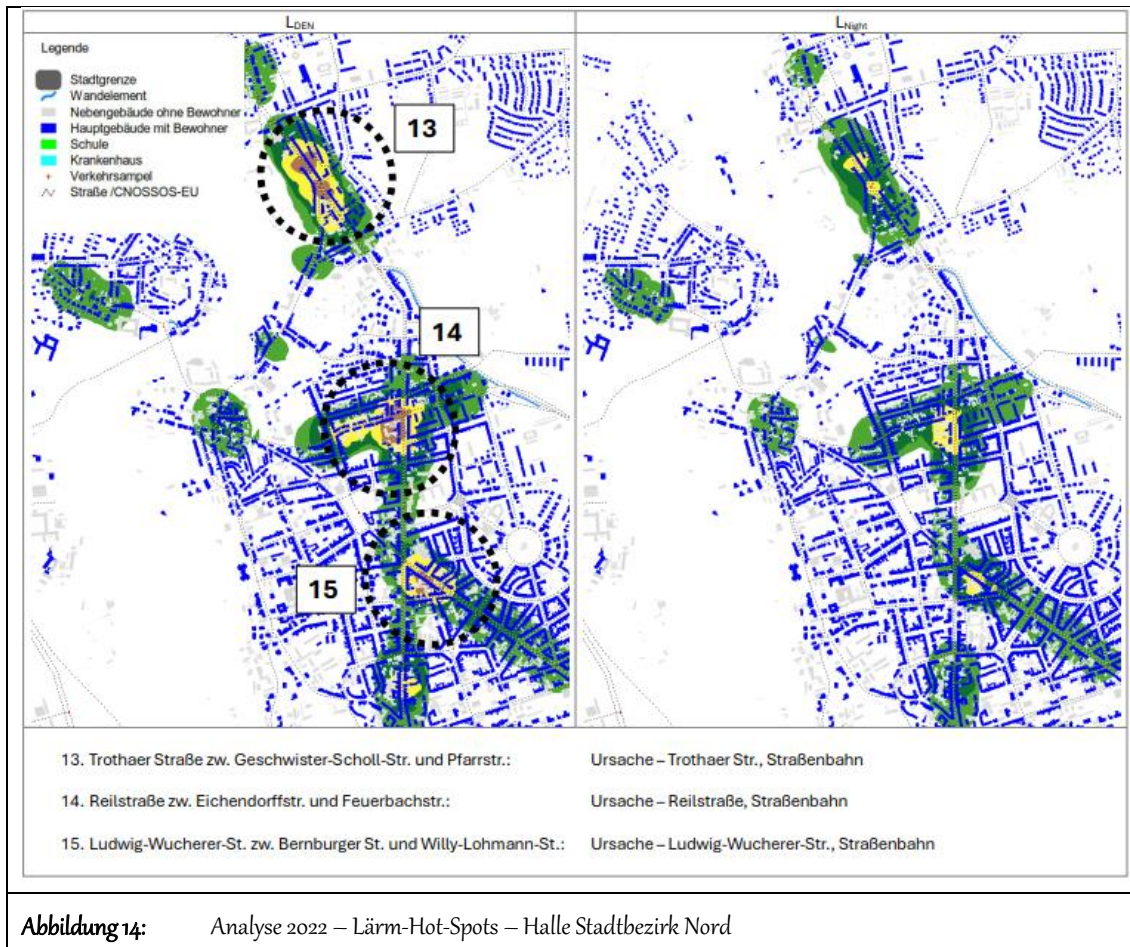 L_DEN
L_Night
Legende
Stadtgrenze
Wandelement
Nebengebäude ohne Bewohner
Hauptgebäude mit Bewohner
Schule
Krankenhaus
Verkehrsampel
Straße /CNOSSOS-EU
13
14
15
13. Trothaer Straße zw. Geschwister-Scholl-Str. und Pfarrstr.: Ursache – Trothaer Str., Straßenbahn
14. Reilstraße zw. Eichendorffstr. und Feuerbachstr.: Ursache – Reilstraße, Straßenbahn
15. Ludwig-Wucherer-St. zw. Bernburger St. und Willy-Lohmann-St.: Ursache – Ludwig-Wucherer-Str., Straßenbahn
Abbildung 14: Analyse 2022 – Lärm-Hot-Spots – Halle Stadtbezirk Nord